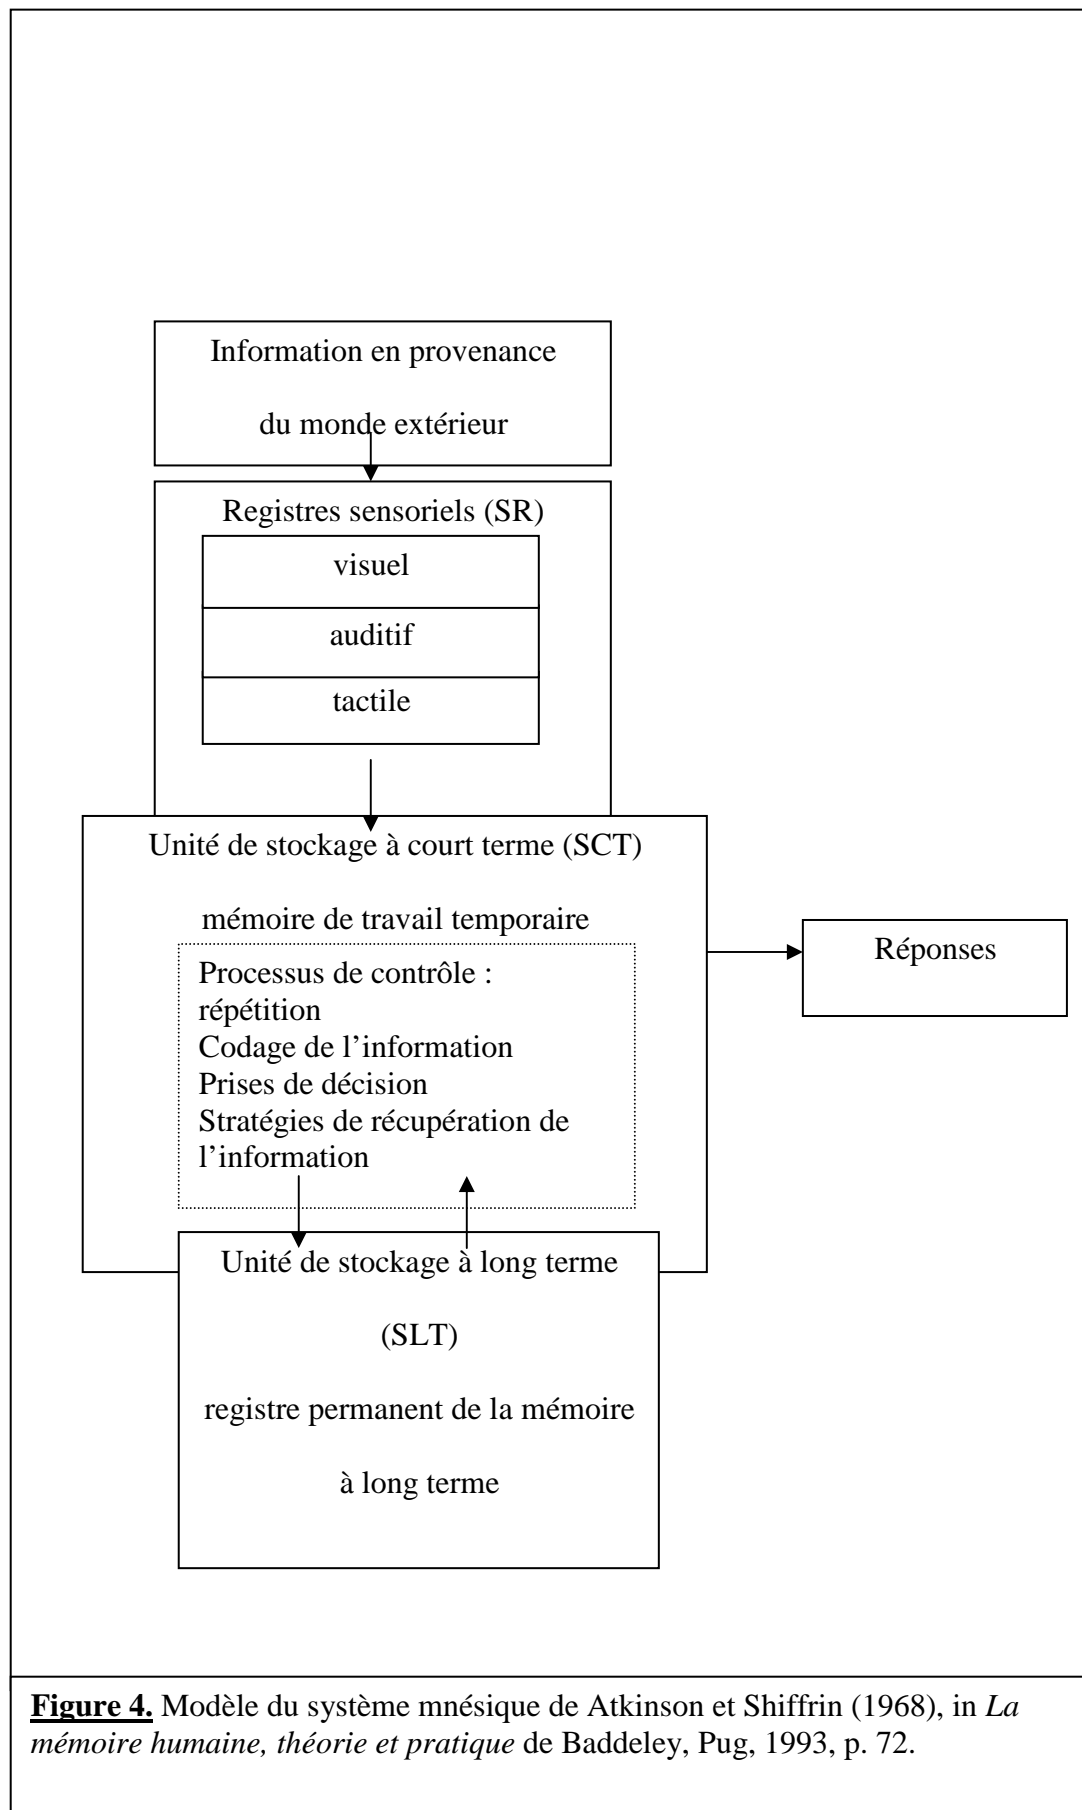 Information en provenance
du monde extérieur
Registres sensoriels (SR)
visuel
auditif
tactile
Unité de stockage à court terme (SCT)
mémoire de travail temporaire
Processus de contrôle :
répétition
Codage de l’information
Prises de décision
Stratégies de récupération de
l’information
Réponses
Unité de stockage à long terme
(SLT)
registre permanent de la mémoire
à long terme
Figure 4. Modèle du système mnésique de Atkinson et Shiffrin (1968), in La
mémoire humaine, théorie et pratique de Baddeley, Pug, 1993, p. 72.